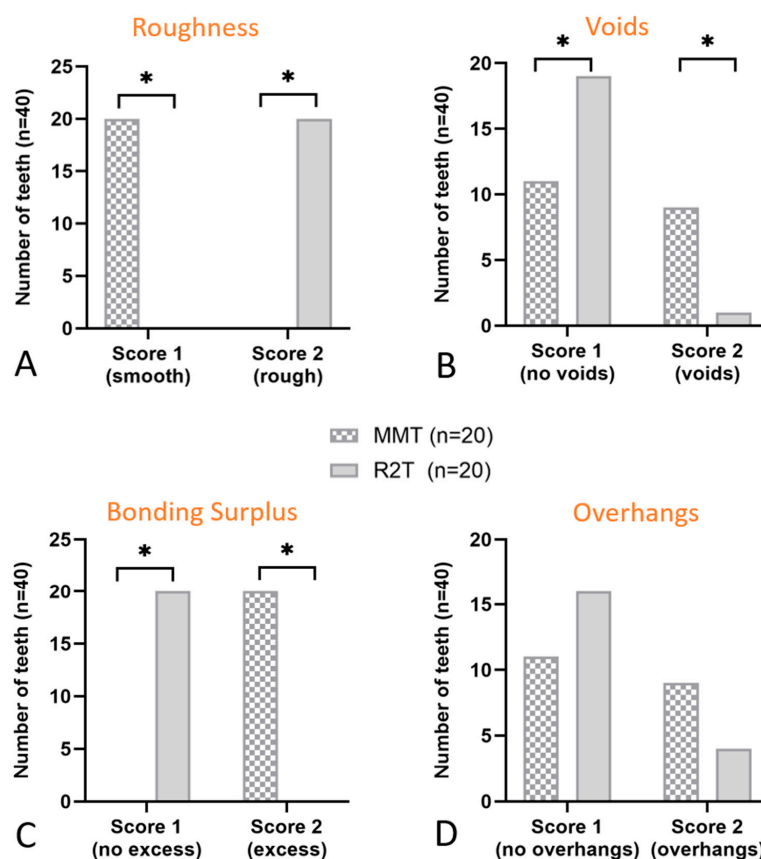 Roughness
Number of teeth (n=40)
25
20
15
10
5
0
*
*
Score 1
(smooth)
Score 2
(rough)
A
Voids
Number of teeth (n=40)
20
15
10
5
0
*
*
Score 1
(no voids)
Score 2
(voids)
B
MMT (n=20)
R2T (n=20)
Bonding Surplus
Number of teeth (n=40)
25
20
15
10
5
0
*
*
Score 1
(no excess)
Score 2
(excess)
C
Overhangs
Number of teeth (n=40)
20
15
10
5
0
Score 1
(no overhangs)
Score 2
(overhangs)
D